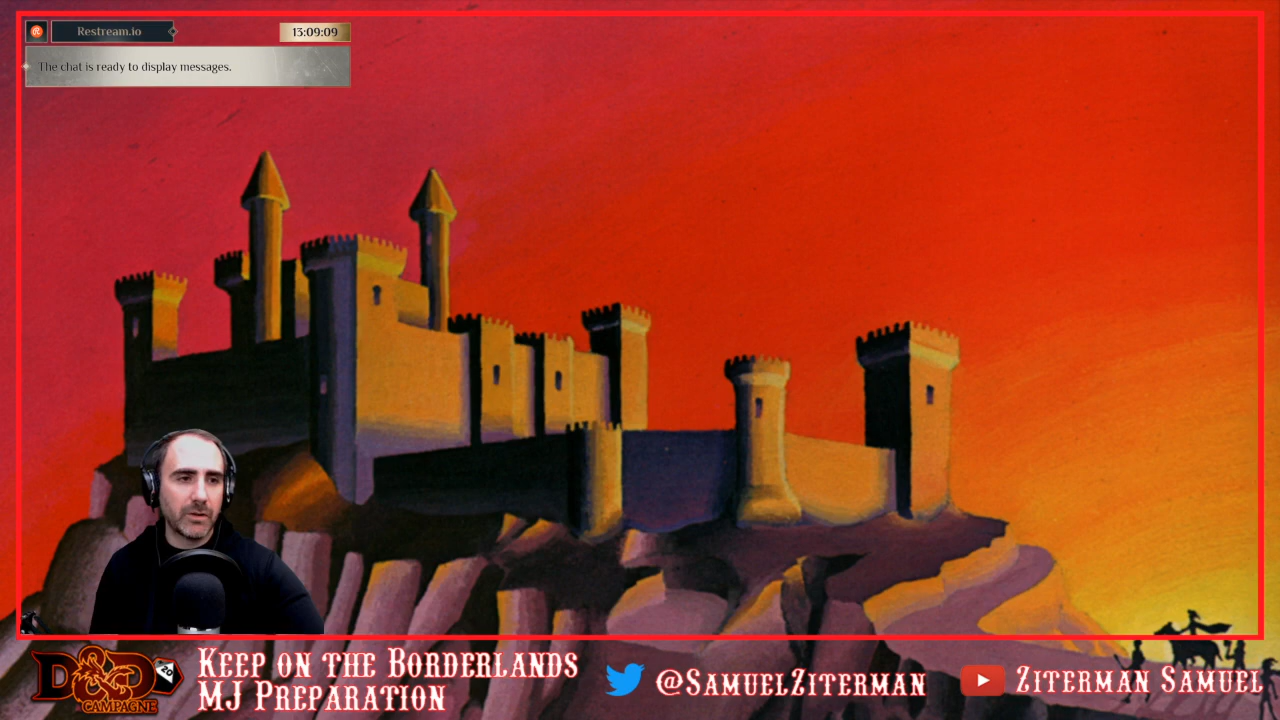 Restream.io
13:09:09
The chat is ready to display messages.
D&D
CAMPAGNE
KEEP ON THE BORDERLANDS
MJ PREPARATION
@SAMUELZITERMAN
ZITERMAN SAMUEL